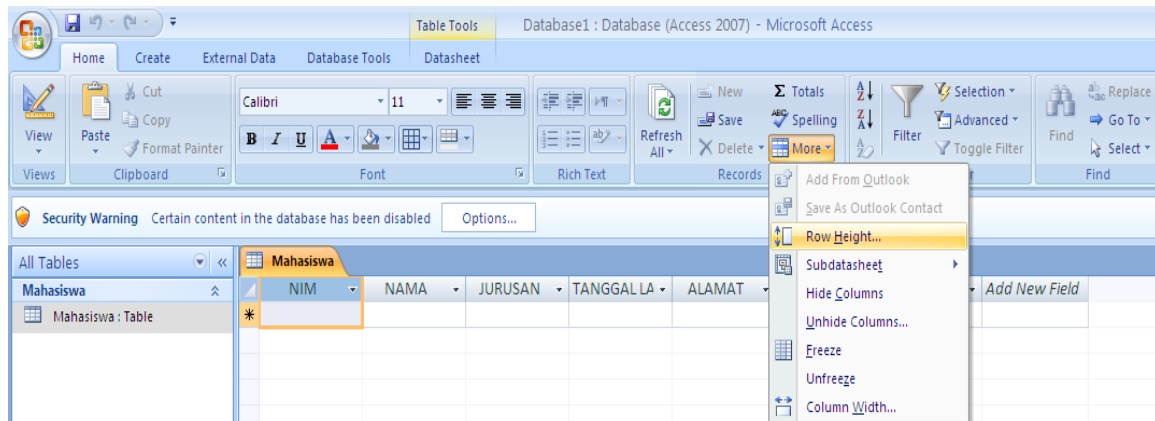 Table Tools
Database1 : Database (Access 2007) - Microsoft Access
Home Create External Data Database Tools Datasheet
View
Paste
Cut
Copy
Format Painter
Calibri 11
B I U A
ab
Refresh All
New
Save
Delete
Σ Totals
ABC Spelling
More
A Z
Z A
A Z
Filter
Selection
Advanced
Toggle Filter
Find
Replace
Go To
Select
Views Clipboard Font Rich Text Records Find
Security Warning Certain content in the database has been disabled Options...
All Tables «
Mahasiswa
Mahasiswa : Table
Mahasiswa
NIM NAMA JURUSAN TANGGAL LA ALAMAT Add New Field
Add From Outlook
Save As Outlook Contact
Row Height...
Subdatasheet
Hide Columns
Unhide Columns...
Freeze
Unfreeze
Column Width...